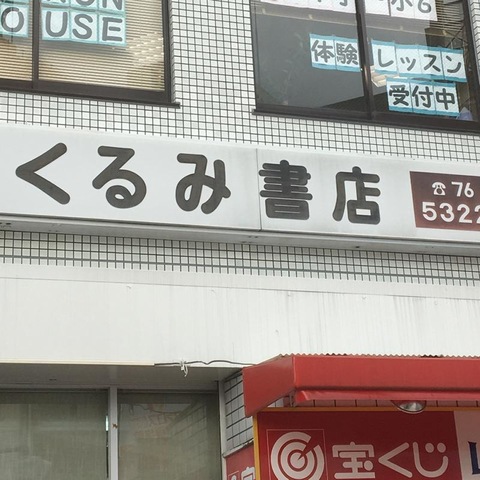 OUSE
体験レッスン
受付中
くるみ書店
☎76
5322
宝くじ